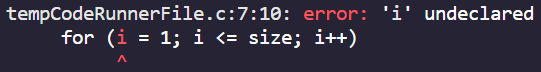 tempCodeRunnerFile.c:7:10: error: 'i' undeclared
for (i = 1; i <= size; i++)
^